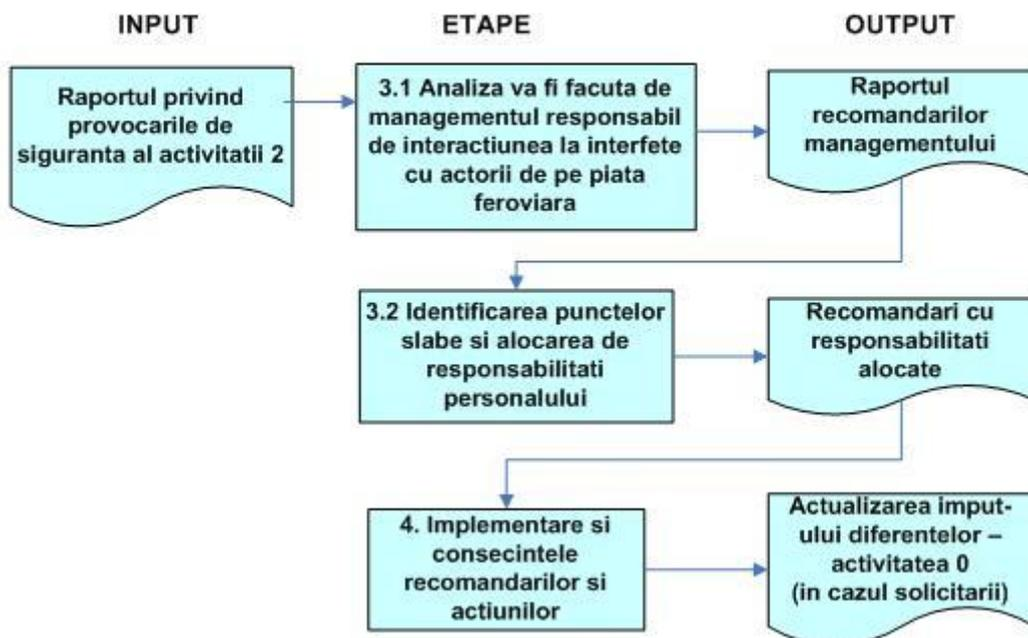 INPUT
ETAPE
OUTPUT
Raportul privind
provocarile de
siguranta al activitatii 2
3.1 Analiza va fi facuta de
managementul responsabil
de interactiunea la interfete
cu actorii de pe piata
feroviara
Raportul
recomandarilor
managementului
3.2 Identificarea punctelor
slabe si alocarea de
responsabilitati
personalului
Recomandari cu
responsabilitati
alocate
4. Implementare si
consecintele
recomandarilor si
actiunilor
Actualizarea imput-
ului diferentelor –
activitatea 0
(in cazul solicitarii)